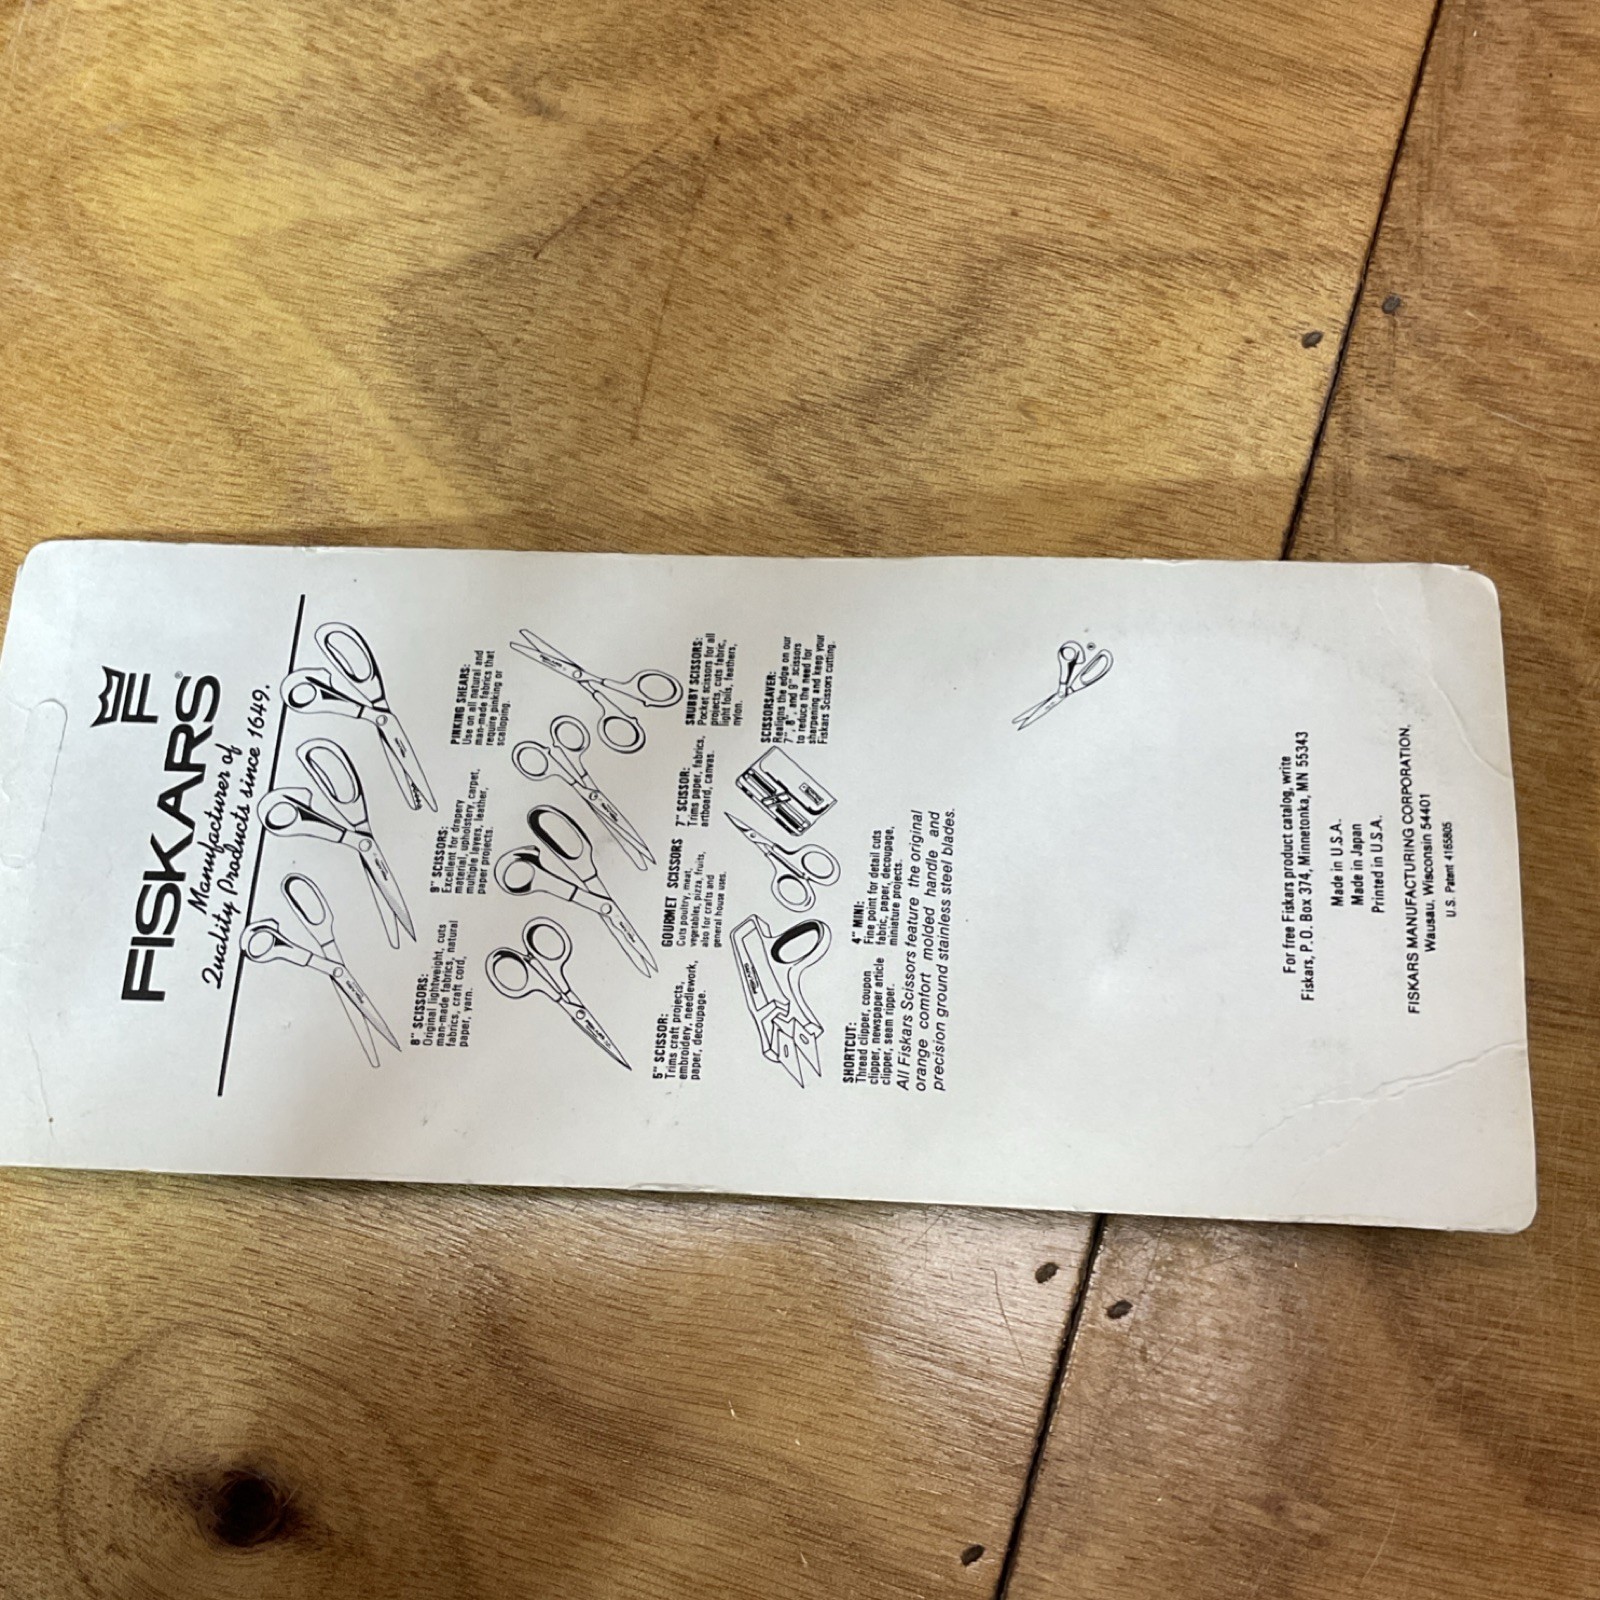 F
FISKARS®
Manufacturer of
Quality Products since 1649.
8" SCISSORS:
Original lightweight, cuts
man-made fabrics, natural
fabrics, craft cord,
paper, yarn.
8" SCISSORS:
Excellent for drapery
material, upholstery, carpet,
multiple layers, leather,
paper projects.
PINKING SHEARS:
Use on all natural and
man-made fabrics that
require pinking or
scalloping.
5" SCISSOR:
Trims craft projects,
embroidery, needlework,
paper, decoupage.
GOURMET SCISSORS
Cuts poultry, meat,
vegetables, pizza, fruits,
also for crafts and
general house uses.
7" SCISSOR:
Trims paper, fabrics,
artboard, canvas.
SNUBBY SCISSORS:
Pocket scissors for all
projects, cuts fabric,
light foils, feathers,
nylon.
SHORTCUT:
Thread clipper, coupon
clipper, newspaper article
clipper, seam ripper.
4" MINI:
Fine point for detail cuts
fabric, paper, decoupage,
miniature projects.
SCISSORSAVER:
Realigns the edge on our
7", 8", and 9" scissors
to reduce the need for
sharpening and keep your
Fiskars Scissors cutting.
All Fiskars Scissors feature the original
orange comfort molded handle and
precision ground stainless steel blades.
®
For free Fiskars product catalog, write
Fiskars, P.O. Box 374, Minnetonka, MN 55343
Made in U.S.A.
Made in Japan
Printed in U.S.A.
FISKARS MANUFACTURING CORPORATION,
Wausau, Wisconsin 54401
U.S. Patent 4165805